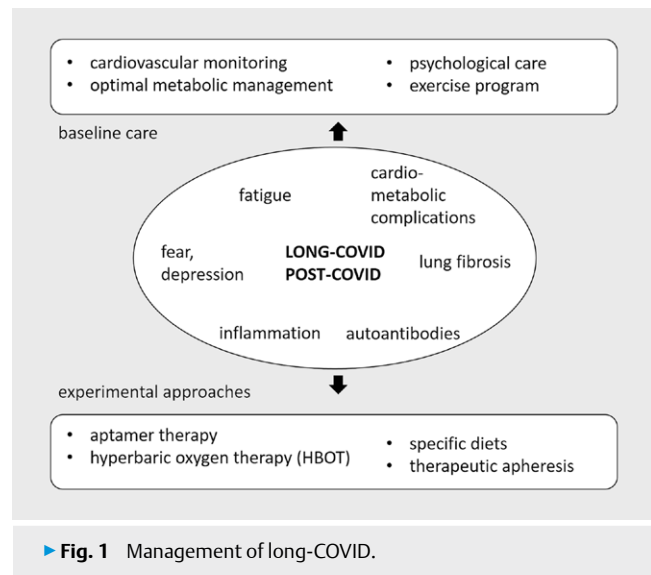 • cardiovascular monitoring
• optimal metabolic management
• psychological care
• exercise program
baseline care
fatigue
cardio-
metabolic
complications
fear,
depression
LONG-COVID
POST-COVID
lung fibrosis
inflammation
autoantibodies
experimental approaches
• aptamer therapy
• hyperbaric oxygen therapy (HBOT)
• specific diets
• therapeutic apheresis
▶ Fig. 1 Management of long-COVID.